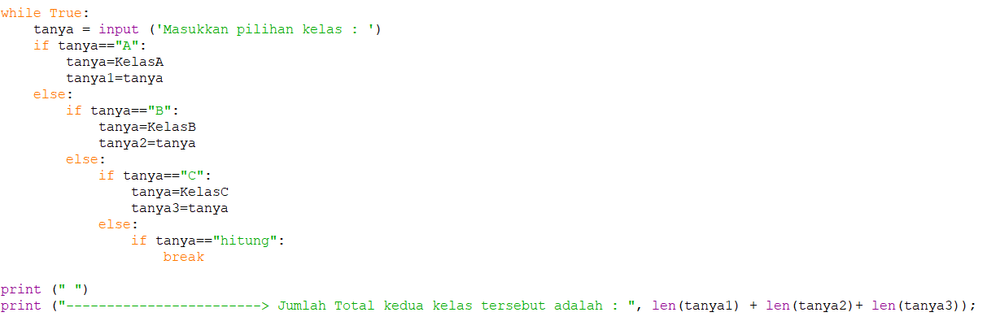 while True:
    tanya = input ('Masukkan pilihan kelas : ')
    if tanya=="A":
        tanya=KelasA
        tanya1=tanya
    else:
        if tanya=="B":
            tanya=KelasB
            tanya2=tanya
        else:
            if tanya=="C":
                tanya=KelasC
                tanya3=tanya
            else:
                if tanya=="hitung":
                    break
print (" ")
print ("------------------------> Jumlah Total kedua kelas tersebut adalah : ", len(tanya1) + len(tanya2)+ len(tanya3));